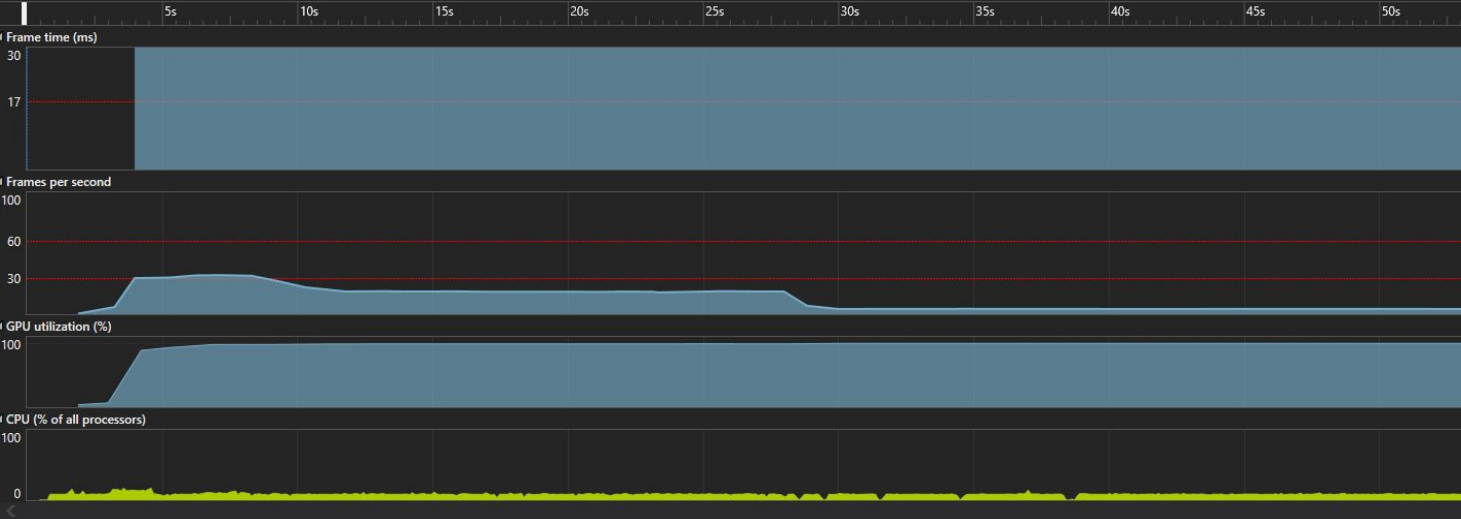 5s 10s 15s 20s 25s 30s 35s 40s 45s 50s
Frame time (ms)
30
17
Frames per second
100
60
30
GPU utilization (%)
100
CPU (% of all processors)
100
0